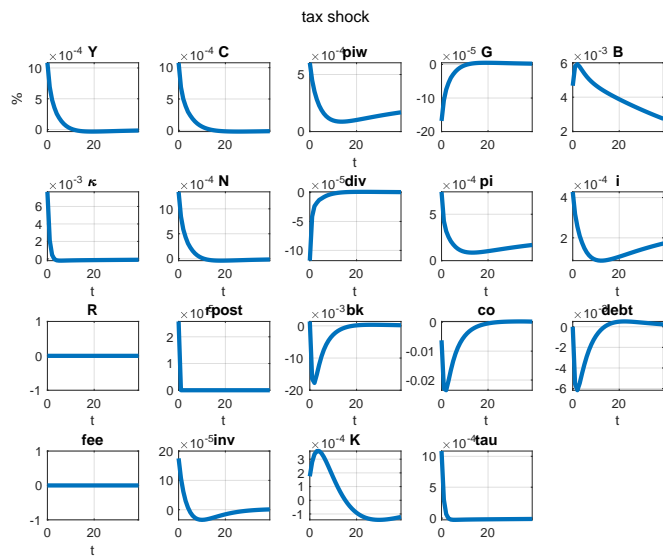 tax shock
×10⁻⁴ Y
10
5
0
%
0 20
×10⁻⁴ C
10
5
0
0 20
×10⁻⁴ piw
5
0 20
t
×10⁻⁵ G
0
-10
-20
0 20
×10⁻³ B
6
4
2
0 20
t
×10⁻³ κ
6
4
2
0
0 20
t
×10⁻⁴ N
10
5
0
0 20
t
×10⁻⁵ div
0
-5
-10
0 20
t
×10⁻⁴ pi
5
0 20
t
×10⁻⁴ i
4
2
0 20
t
R
1
0
-1
0 20
t
rpost
2
1
0
0 20
t
×10⁻³ bk
0
-10
-20
0 20
t
co
0
-0.01
-0.02
0 20
t
debt
0
-2
-4
-6
0 20
t
fee
1
0
-1
0 20
t
×10⁻⁵ inv
20
10
0
0 20
t
×10⁻⁴ K
3
2
1
0
-1
0 20
t
×10⁻⁴ tau
10
5
0
0 20
t